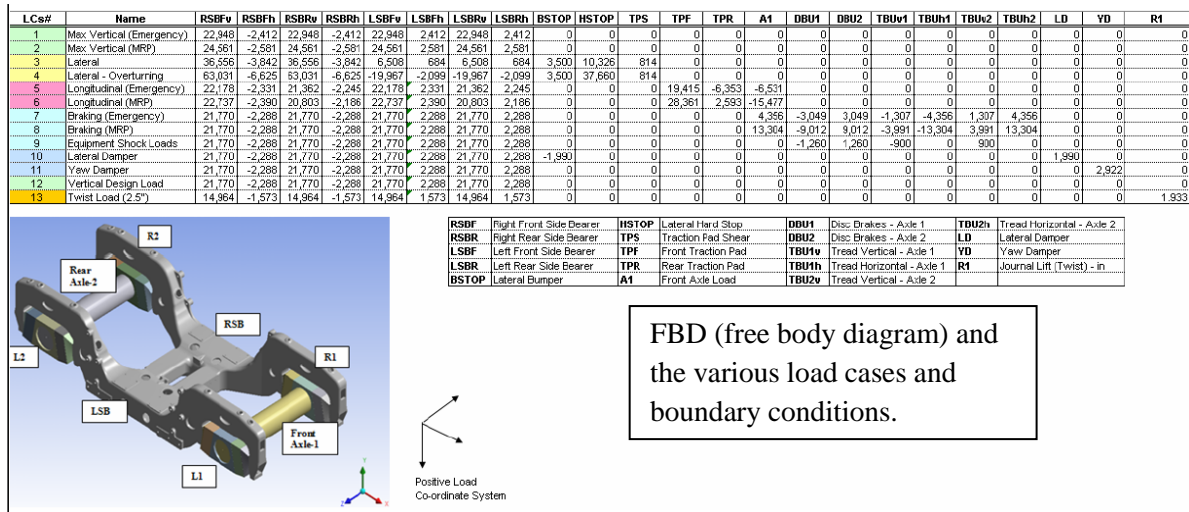 LCs# Name RSBFv RSBFh RSBRv RSBRh LSBFv LSBFh LSBRv LSBRh BSTOP HSTOP TPS TPF TPR A1 DBU1 DBU2 TBUv1 TBUh1 TBUv2 TBUh2 LD YD R1
1 Max Vertical (Emergency) 22,948 -2,412 22,948 -2,412 22,948 2,412 22,948 2,412 0 0 0 0 0 0 0 0 0 0 0 0 0 0 0
2 Max Vertical (MRP) 24,561 -2,581 24,561 -2,581 24,561 2,581 24,561 2,581 0 0 0 0 0 0 0 0 0 0 0 0 0 0 0
3 Lateral 36,556 -3,842 36,556 -3,842 6,508 684 6,508 684 3,500 10,326 814 0 0 0 0 0 0 0 0 0 0 0 0
4 Lateral - Overturning 63,031 -6,625 63,031 -6,625 -19,967 -2,099 -19,967 -2,099 3,500 37,660 814 0 0 0 0 0 0 0 0 0 0 0 0
5 Longitudinal (Emergency) 22,178 -2,331 21,362 -2,245 22,178 2,331 21,362 2,245 0 0 0 19,415 -6,353 -6,531 0 0 0 0 0 0 0 0 0
6 Longitudinal (MRP) 22,737 -2,390 20,803 -2,186 22,737 2,390 20,803 2,186 0 0 0 28,361 2,593 -15,477 0 0 0 0 0 0 0 0 0
7 Braking (Emergency) 21,770 -2,288 21,770 -2,288 21,770 2,288 21,770 2,288 0 0 0 0 0 4,356 -3,049 3,049 -1,307 -4,356 1,307 4,356 0 0 0
8 Braking (MRP) 21,770 -2,288 21,770 -2,288 21,770 2,288 21,770 2,288 0 0 0 0 0 13,304 -9,012 9,012 -3,991 -13,304 3,991 13,304 0 0 0
9 Equipment Shock Loads 21,770 -2,288 21,770 -2,288 21,770 2,288 21,770 2,288 0 0 0 0 0 0 -1,260 1,260 -900 0 900 0 0 0 0
10 Lateral Damper 21,770 -2,288 21,770 -2,288 21,770 2,288 21,770 2,288 -1,990 0 0 0 0 0 0 0 0 0 0 0 1,990 0 0
11 Yaw Damper 21,770 -2,288 21,770 -2,288 21,770 2,288 21,770 2,288 0 0 0 0 0 0 0 0 0 0 0 0 0 2,922 0
12 Vertical Design Load 21,770 -2,288 21,770 -2,288 21,770 2,288 21,770 2,288 0 0 0 0 0 0 0 0 0 0 0 0 0 0 0
13 Twist Load (2.5") 14,964 -1,573 14,964 -1,573 14,964 1,573 14,964 1,573 0 0 0 0 0 0 0 0 0 0 0 0 0 0 1.933
RSBF Right Front Side Bearer HSTOP Lateral Hard Stop DBU1 Disc Brakes - Axle 1 TBU2h Tread Horizontal - Axle 2
RSBR Right Rear Side Bearer TPS Traction Pad Shear DBU2 Disc Brakes - Axle 2 LD Lateral Damper
LSBF Left Front Side Bearer TPF Front Traction Pad TBU1v Tread Vertical - Axle 1 YD Yaw Damper
LSBR Left Rear Side Bearer TPR Rear Traction Pad TBU1h Tread Horizontal - Axle 1 R1 Journal Lift (Twist) - in
BSTOP Lateral Bumper A1 Front Axle Load TBU2v Tread Vertical - Axle 2
R2
Rear
Axle-2
RSB
L2
R1
LSB
Front
Axle-1
L1
Y
Z
X
Positive Load
Co-ordinate System
FBD (free body diagram) and
the various load cases and
boundary conditions.